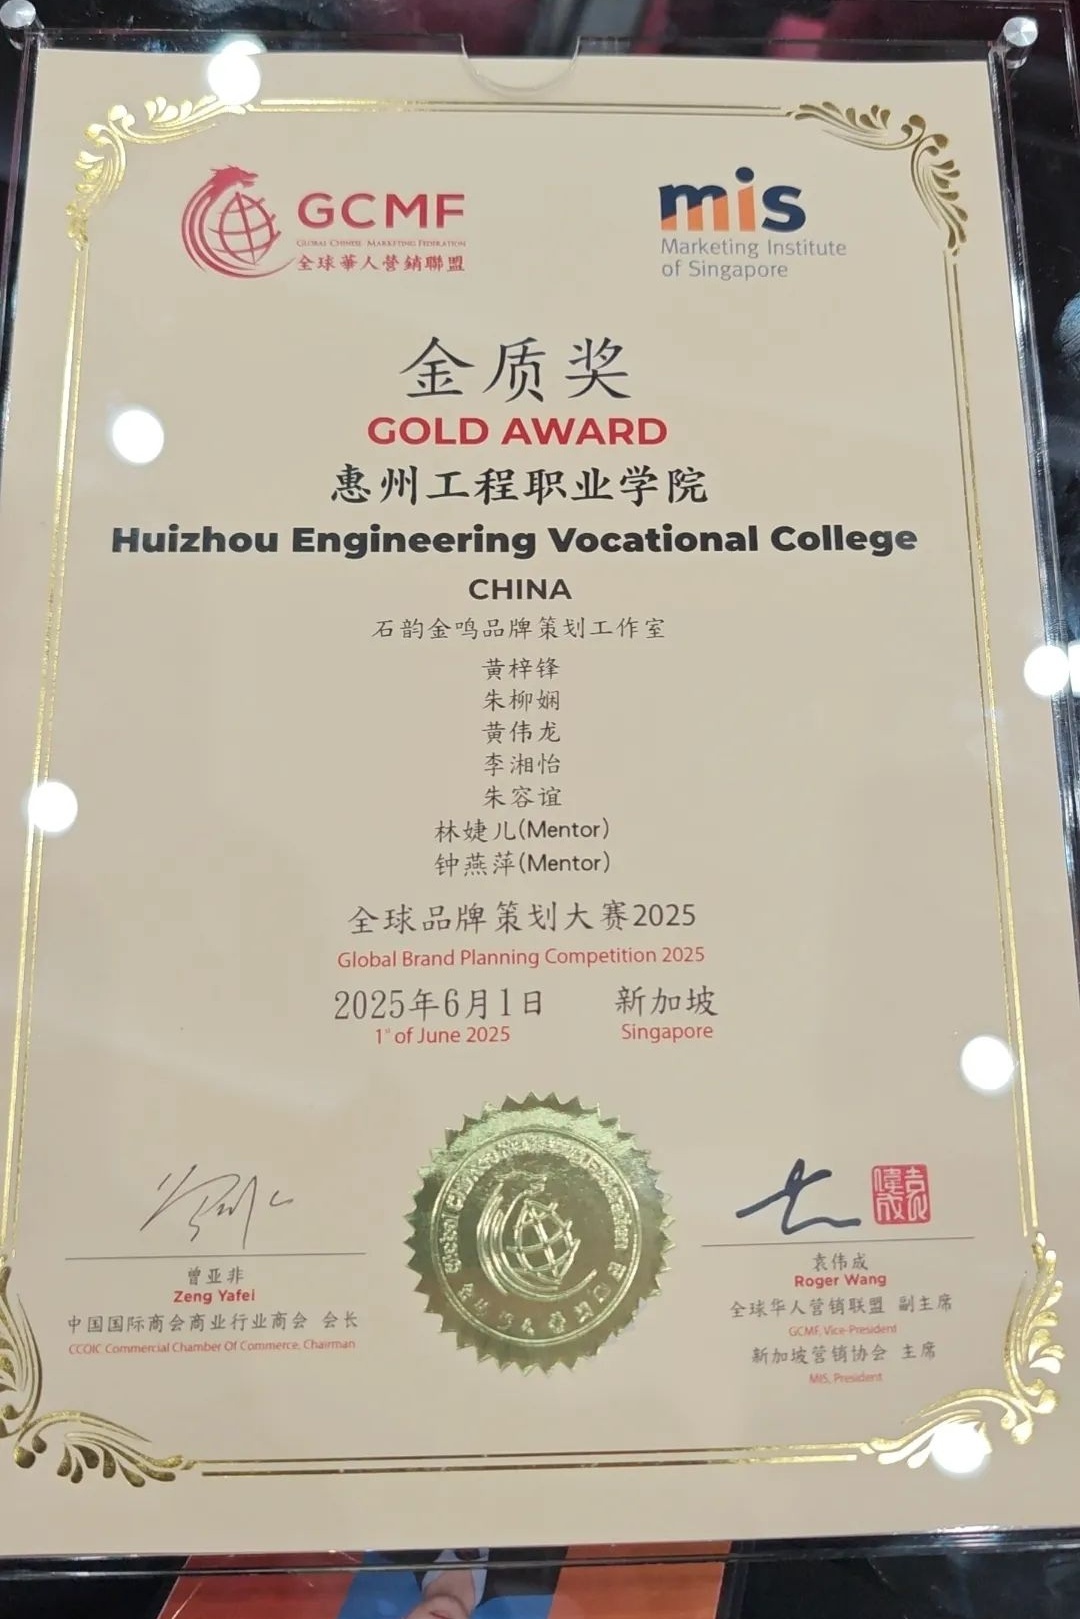 GCMF
GLOBAL CHINESE MARKETING FEDERATION
全球華人营銷聯盟
mis
Marketing Institute
of Singapore
金质奖
GOLD AWARD
惠州工程职业学院
Huizhou Engineering Vocational College
CHINA
石韵金鸣品牌策划工作室
黄梓锋
朱柳娴
黄伟龙
李湘怡
朱容谊
林婕儿(Mentor)
钟燕萍(Mentor)
全球品牌策划大赛2025
Global Brand Planning Competition 2025
2025年6月1日 新加坡
1st of June 2025 Singapore
曾亚非
Zeng Yafei
中国国际商会商业行业商会 会长
CCOIC Commercial Chamber Of Commerce, Chairman
袁伟成
Roger Wang
全球华人营销联盟 副主席
GCMF, Vice-President
新加坡营销协会 主席
MIS, President